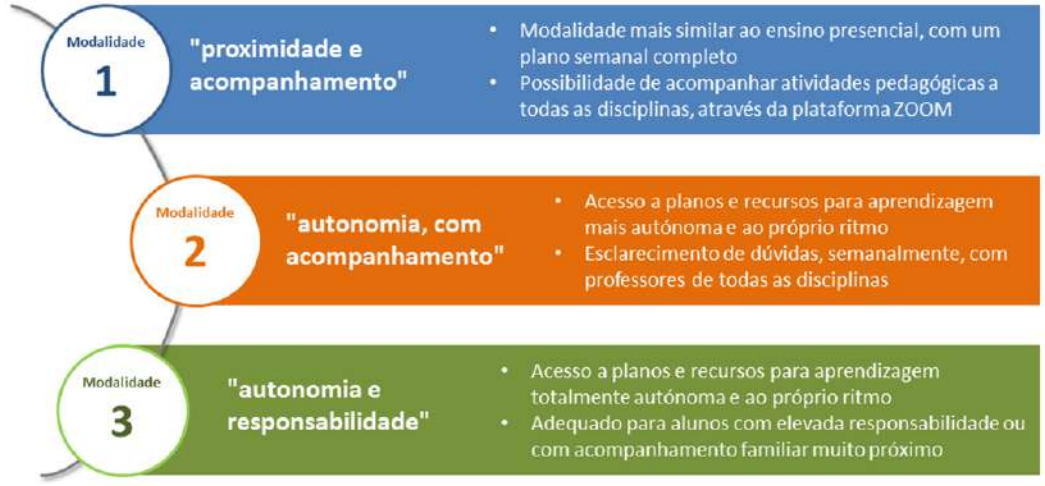 Modalidade
1
"proximidade e
acompanhamento"
• Modalidade mais similar ao ensino presencial, com um
plano semanal completo
• Possibilidade de acompanhar atividades pedagógicas a
todas as disciplinas, através da plataforma ZOOM
Modalidade
2
"autonomia, com
acompanhamento"
• Acesso a planos e recursos para aprendizagem
mais autónoma e ao próprio ritmo
• Esclarecimento de dúvidas, semanalmente, com
professores de todas as disciplinas
Modalidade
3
"autonomia e
responsabilidade"
• Acesso a planos e recursos para aprendizagem
totalmente autónoma e ao próprio ritmo
• Adequado para alunos com elevada responsabilidade ou
com acompanhamento familiar muito próximo